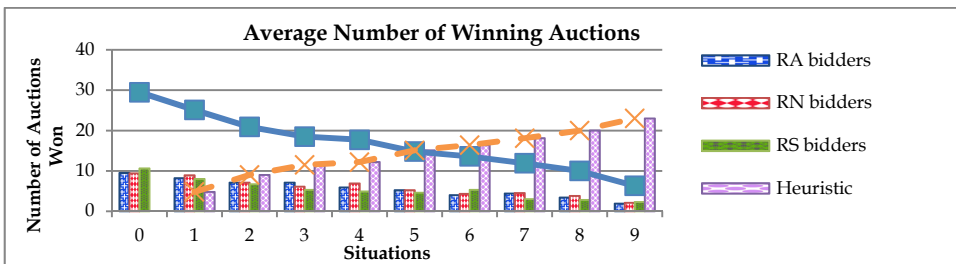 Average Number of Winning Auctions
Number of Auctions
Won
40
30
20
10
0
0 1 2 3 4 5 6 7 8 9
Situations
RA bidders
RN bidders
RS bidders
Heuristic